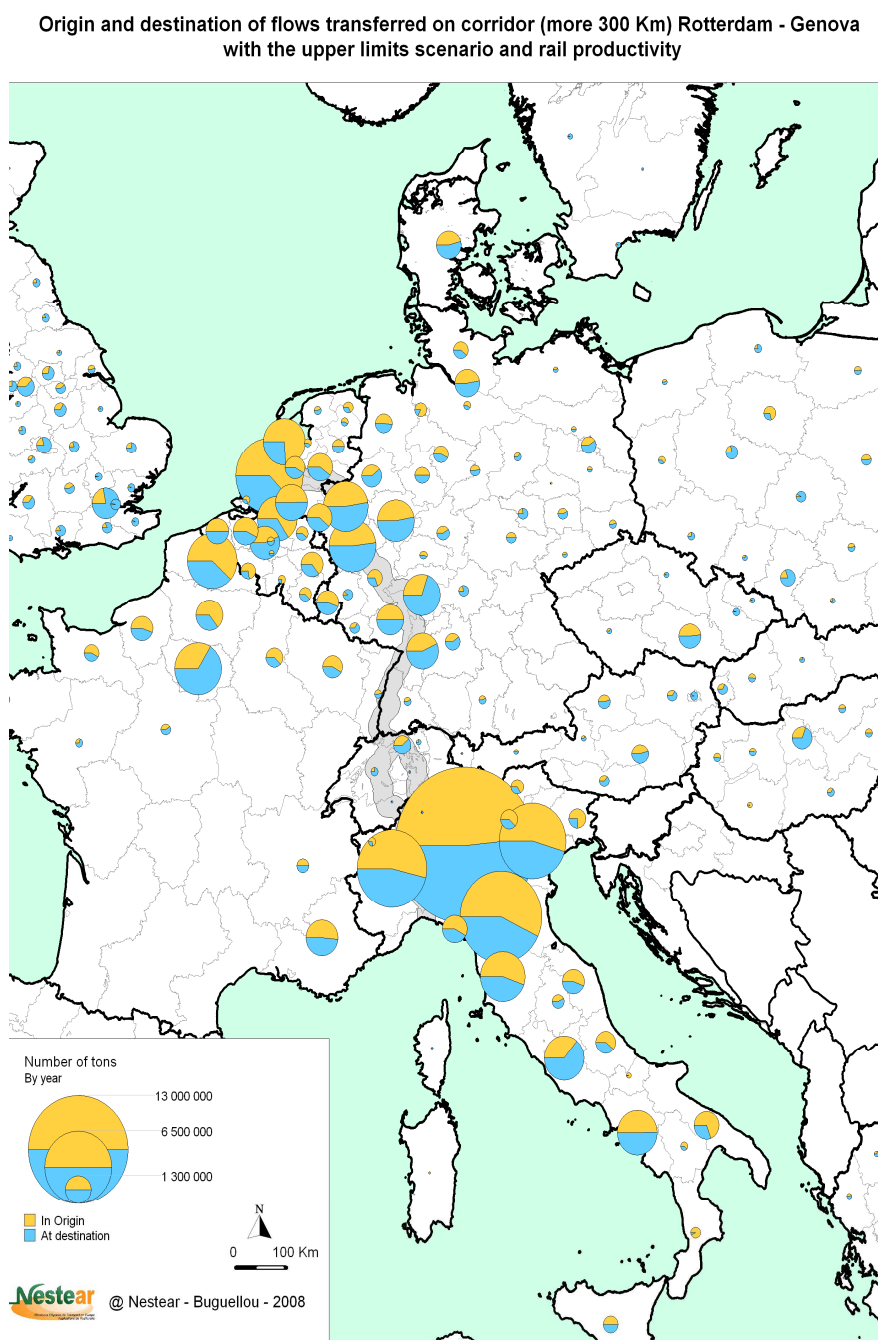 Origin and destination of flows transferred on corridor (more 300 Km) Rotterdam - Genova
with the upper limits scenario and rail productivity
Number of tons
By year
13 000 000
6 500 000
1 300 000
In Origin
At destination
N
0 100 Km
Nestear
@ Nestear - Buguellou - 2008